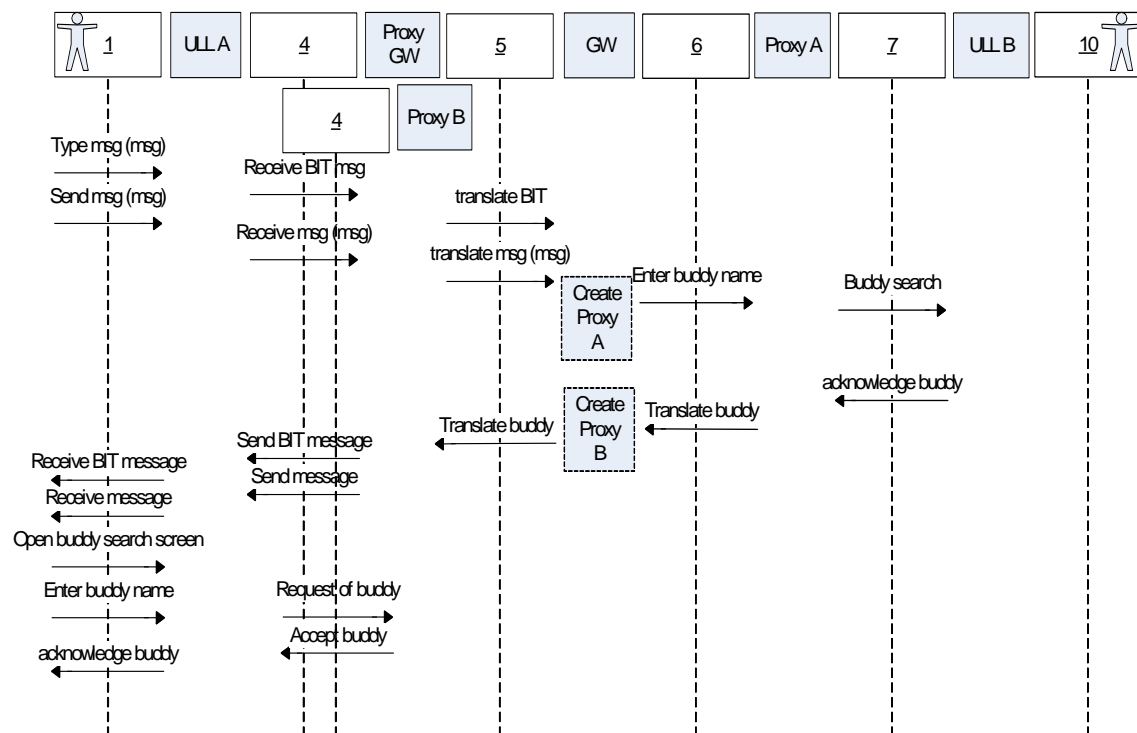 1
ULL A
4
Proxy
GW
5
GW
6
Proxy A
7
ULL B
10
4
Proxy B
Type msg (msg)
Receive BIT msg
Send msg (msg)
translate BIT
Receive msg (msg)
translate msg (msg)
Enter buddy name
Buddy search
Create
Proxy
A
acknowledge buddy
Create
Proxy
B
Translate buddy
Translate buddy
Send BIT message
Receive BIT message
Send message
Receive message
Open buddy search screen
Enter buddy name
Request of buddy
Accept buddy
acknowledge buddy